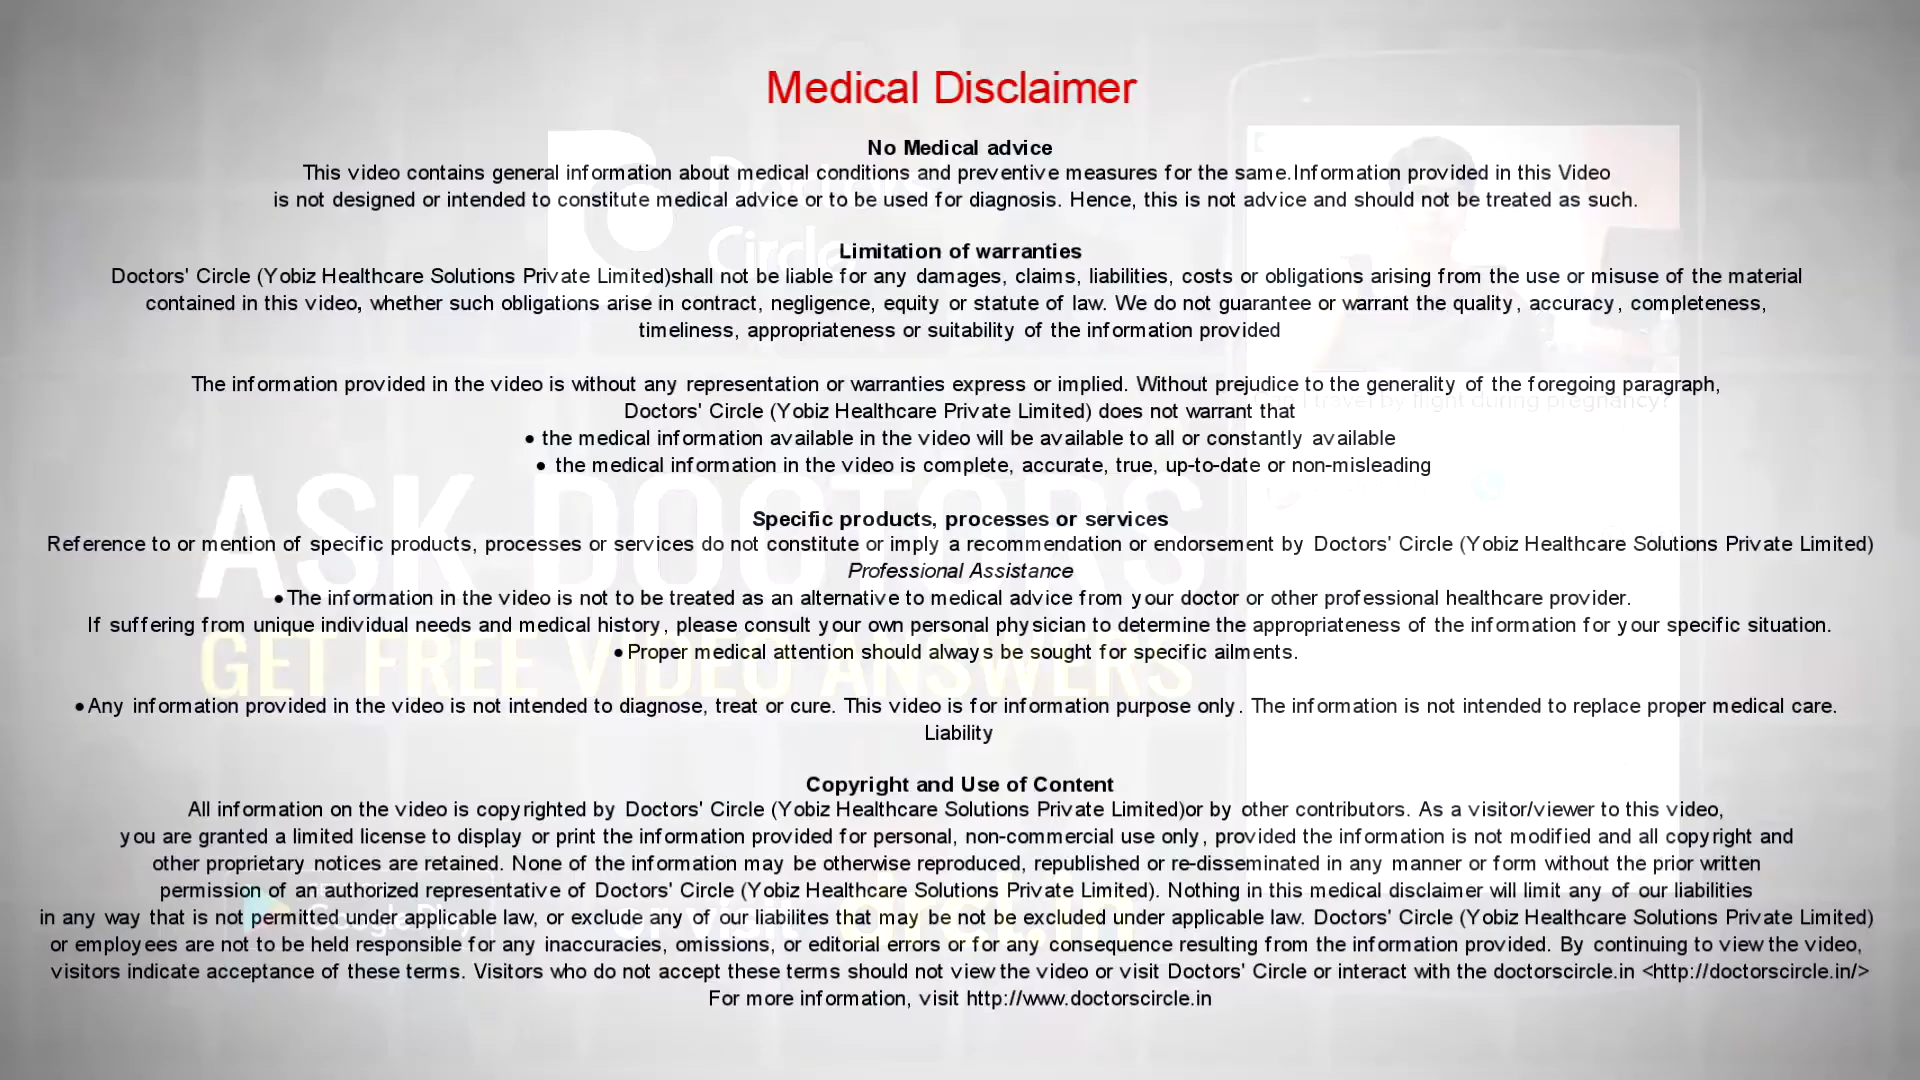 Medical Disclaimer
No Medical advice
This video contains general information about medical conditions and preventive measures for the same.Information provided in this Video
is not designed or intended to constitute medical advice or to be used for diagnosis. Hence, this is not advice and should not be treated as such.
Limitation of warranties
Doctors' Circle (Yobiz Healthcare Solutions Private Limited)shall not be liable for any damages, claims, liabilities, costs or obligations arising from the use or misuse of the material
contained in this video, whether such obligations arise in contract, negligence, equity or statute of law. We do not guarantee or warrant the quality, accuracy, completeness,
timeliness, appropriateness or suitability of the information provided
The information provided in the video is without any representation or warranties express or implied. Without prejudice to the generality of the foregoing paragraph,
Doctors' Circle (Yobiz Healthcare Private Limited) does not warrant that
• the medical information available in the video will be available to all or constantly available
• the medical information in the video is complete, accurate, true, up-to-date or non-misleading
Specific products, processes or services
Reference to or mention of specific products, processes or services do not constitute or imply a recommendation or endorsement by Doctors' Circle (Yobiz Healthcare Solutions Private Limited)
Professional Assistance
•The information in the video is not to be treated as an alternative to medical advice from your doctor or other professional healthcare provider.
If suffering from unique individual needs and medical history, please consult your own personal physician to determine the appropriateness of the information for your specific situation.
•Proper medical attention should always be sought for specific ailments.
•Any information provided in the video is not intended to diagnose, treat or cure. This video is for information purpose only. The information is not intended to replace proper medical care.
Liability
Copyright and Use of Content
All information on the video is copyrighted by Doctors' Circle (Yobiz Healthcare Solutions Private Limited)or by other contributors. As a visitor/viewer to this video,
you are granted a limited license to display or print the information provided for personal, non-commercial use only, provided the information is not modified and all copyright and
other proprietary notices are retained. None of the information may be otherwise reproduced, republished or re-disseminated in any manner or form without the prior written
permission of an authorized representative of Doctors' Circle (Yobiz Healthcare Solutions Private Limited). Nothing in this medical disclaimer will limit any of our liabilities
in any way that is not permitted under applicable law, or exclude any of our liabilites that may be not be excluded under applicable law. Doctors' Circle (Yobiz Healthcare Solutions Private Limited)
or employees are not to be held responsible for any inaccuracies, omissions, or editorial errors or for any consequence resulting from the information provided. By continuing to view the video,
visitors indicate acceptance of these terms. Visitors who do not accept these terms should not view the video or visit Doctors' Circle or interact with the doctorscircle.in <http://doctorscircle.in/>
For more information, visit http://www.doctorscircle.in
Doctors
Circle
Can I travel by flight during pregnancy?
ASK DOCTORS
GET FREE VIDEO ANSWERS
Google Play
or visit drcl.in